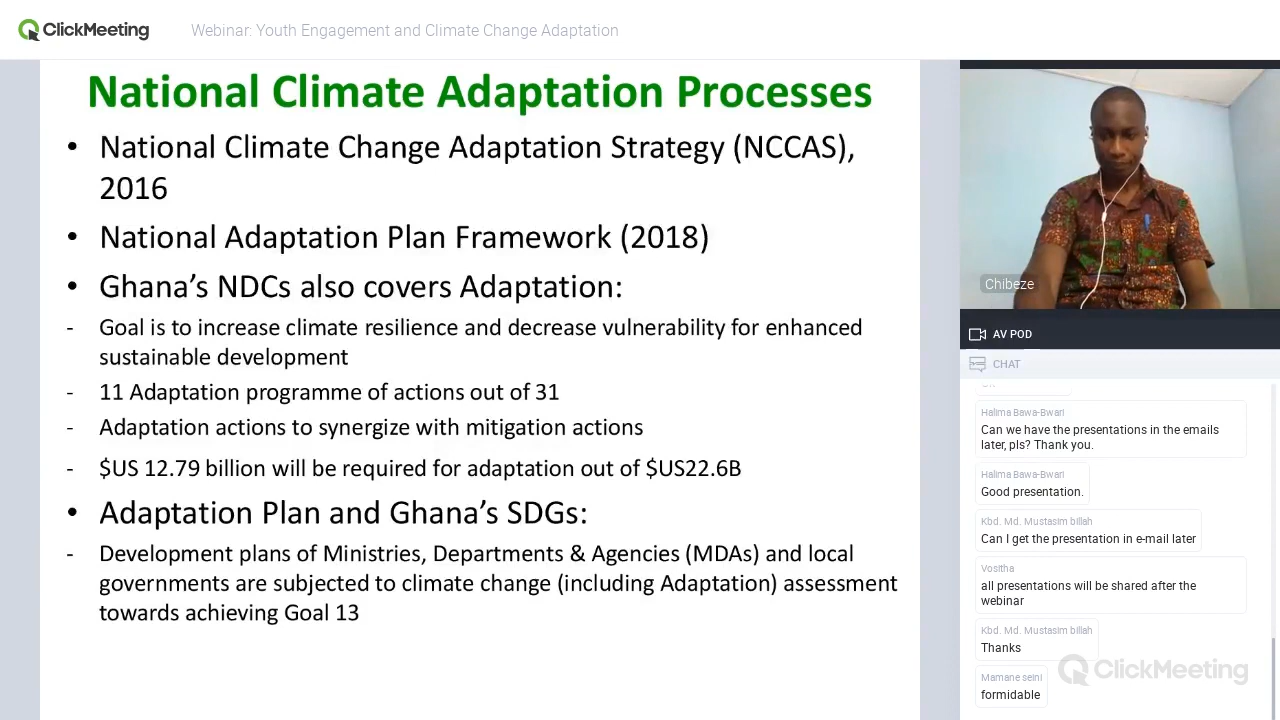 ClickMeeting
Webinar: Youth Engagement and Climate Change Adaptation
National Climate Adaptation Processes
• National Climate Change Adaptation Strategy (NCCAS),
2016
• National Adaptation Plan Framework (2018)
• Ghana’s NDCs also covers Adaptation:
- Goal is to increase climate resilience and decrease vulnerability for enhanced
sustainable development
- 11 Adaptation programme of actions out of 31
- Adaptation actions to synergize with mitigation actions
- $US 12.79 billion will be required for adaptation out of $US22.6B
• Adaptation Plan and Ghana’s SDGs:
- Development plans of Ministries, Departments & Agencies (MDAs) and local
governments are subjected to climate change (including Adaptation) assessment
towards achieving Goal 13
Chibeze
AV POD
CHAT
Halima Bawa-Bwari
Can we have the presentations in the emails
later, pls? Thank you.
Halima Bawa-Bwari
Good presentation.
Kbd. Md. Mustasim billah
Can I get the presentation in e-mail later
Vositha
all presentations will be shared after the
webinar
Kbd. Md. Mustasim billah
Thanks
Mamane seini
formidable
ClickMeeting